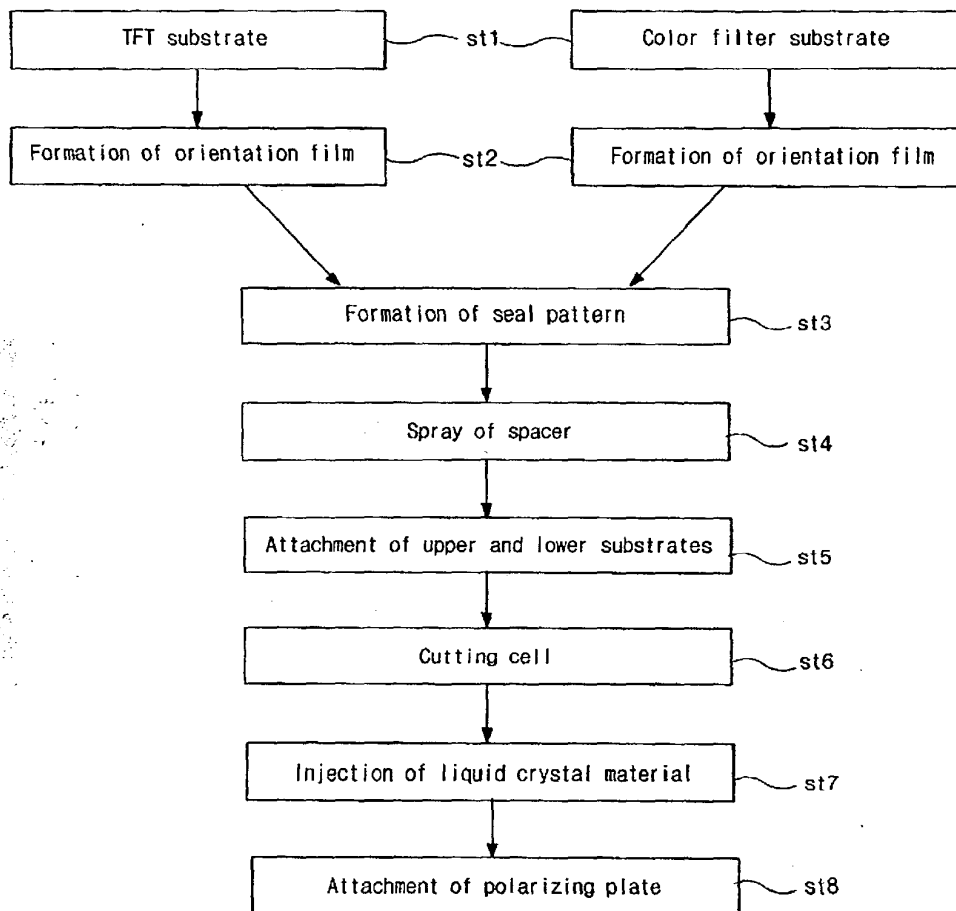 TFT substrate
st1
Color filter substrate
Formation of orientation film
st2
Formation of orientation film
Formation of seal pattern
st3
Spray of spacer
st4
Attachment of upper and lower substrates
st5
Cutting cell
st6
Injection of liquid crystal material
st7
Attachment of polarizing plate
st8